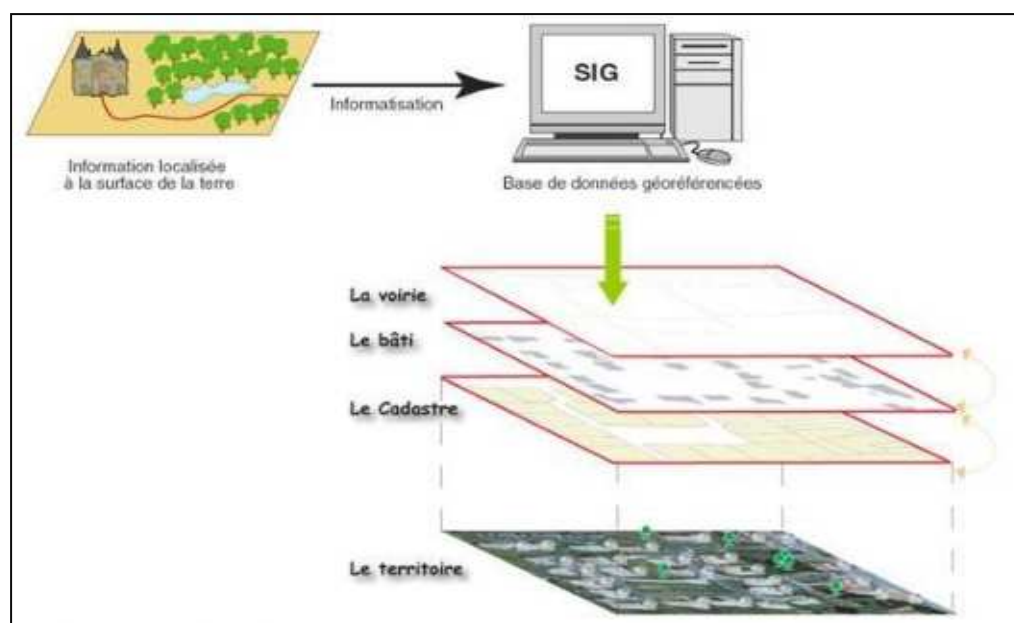 SIG
Informatisation
Information localisée
à la surface de la terre
Base de données géoréférencées
La voirie
Le bâti
Le Cadastre
Le territoire